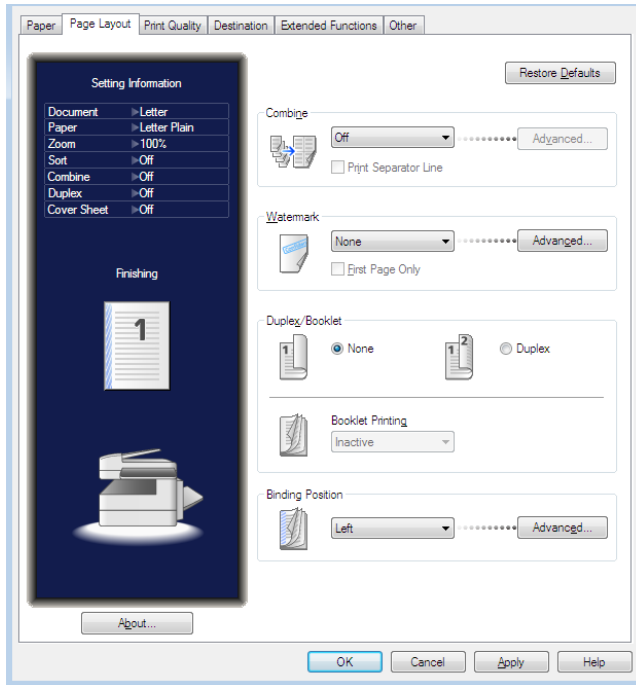 Paper Page Layout Print Quality Destination Extended Functions Other
Setting Information
Document Letter
Paper Letter Plain
Zoom 100%
Sort Off
Combine Off
Duplex Off
Cover Sheet Off
Finishing
1
About...
Restore Defaults
Combine
Off Advanced...
Print Separator Line
Watermark
None Advanced...
First Page Only
Duplex/Booklet
1 None 1 2 Duplex
Booklet Printing
Inactive
Binding Position
Left Advanced...
OK Cancel Apply Help